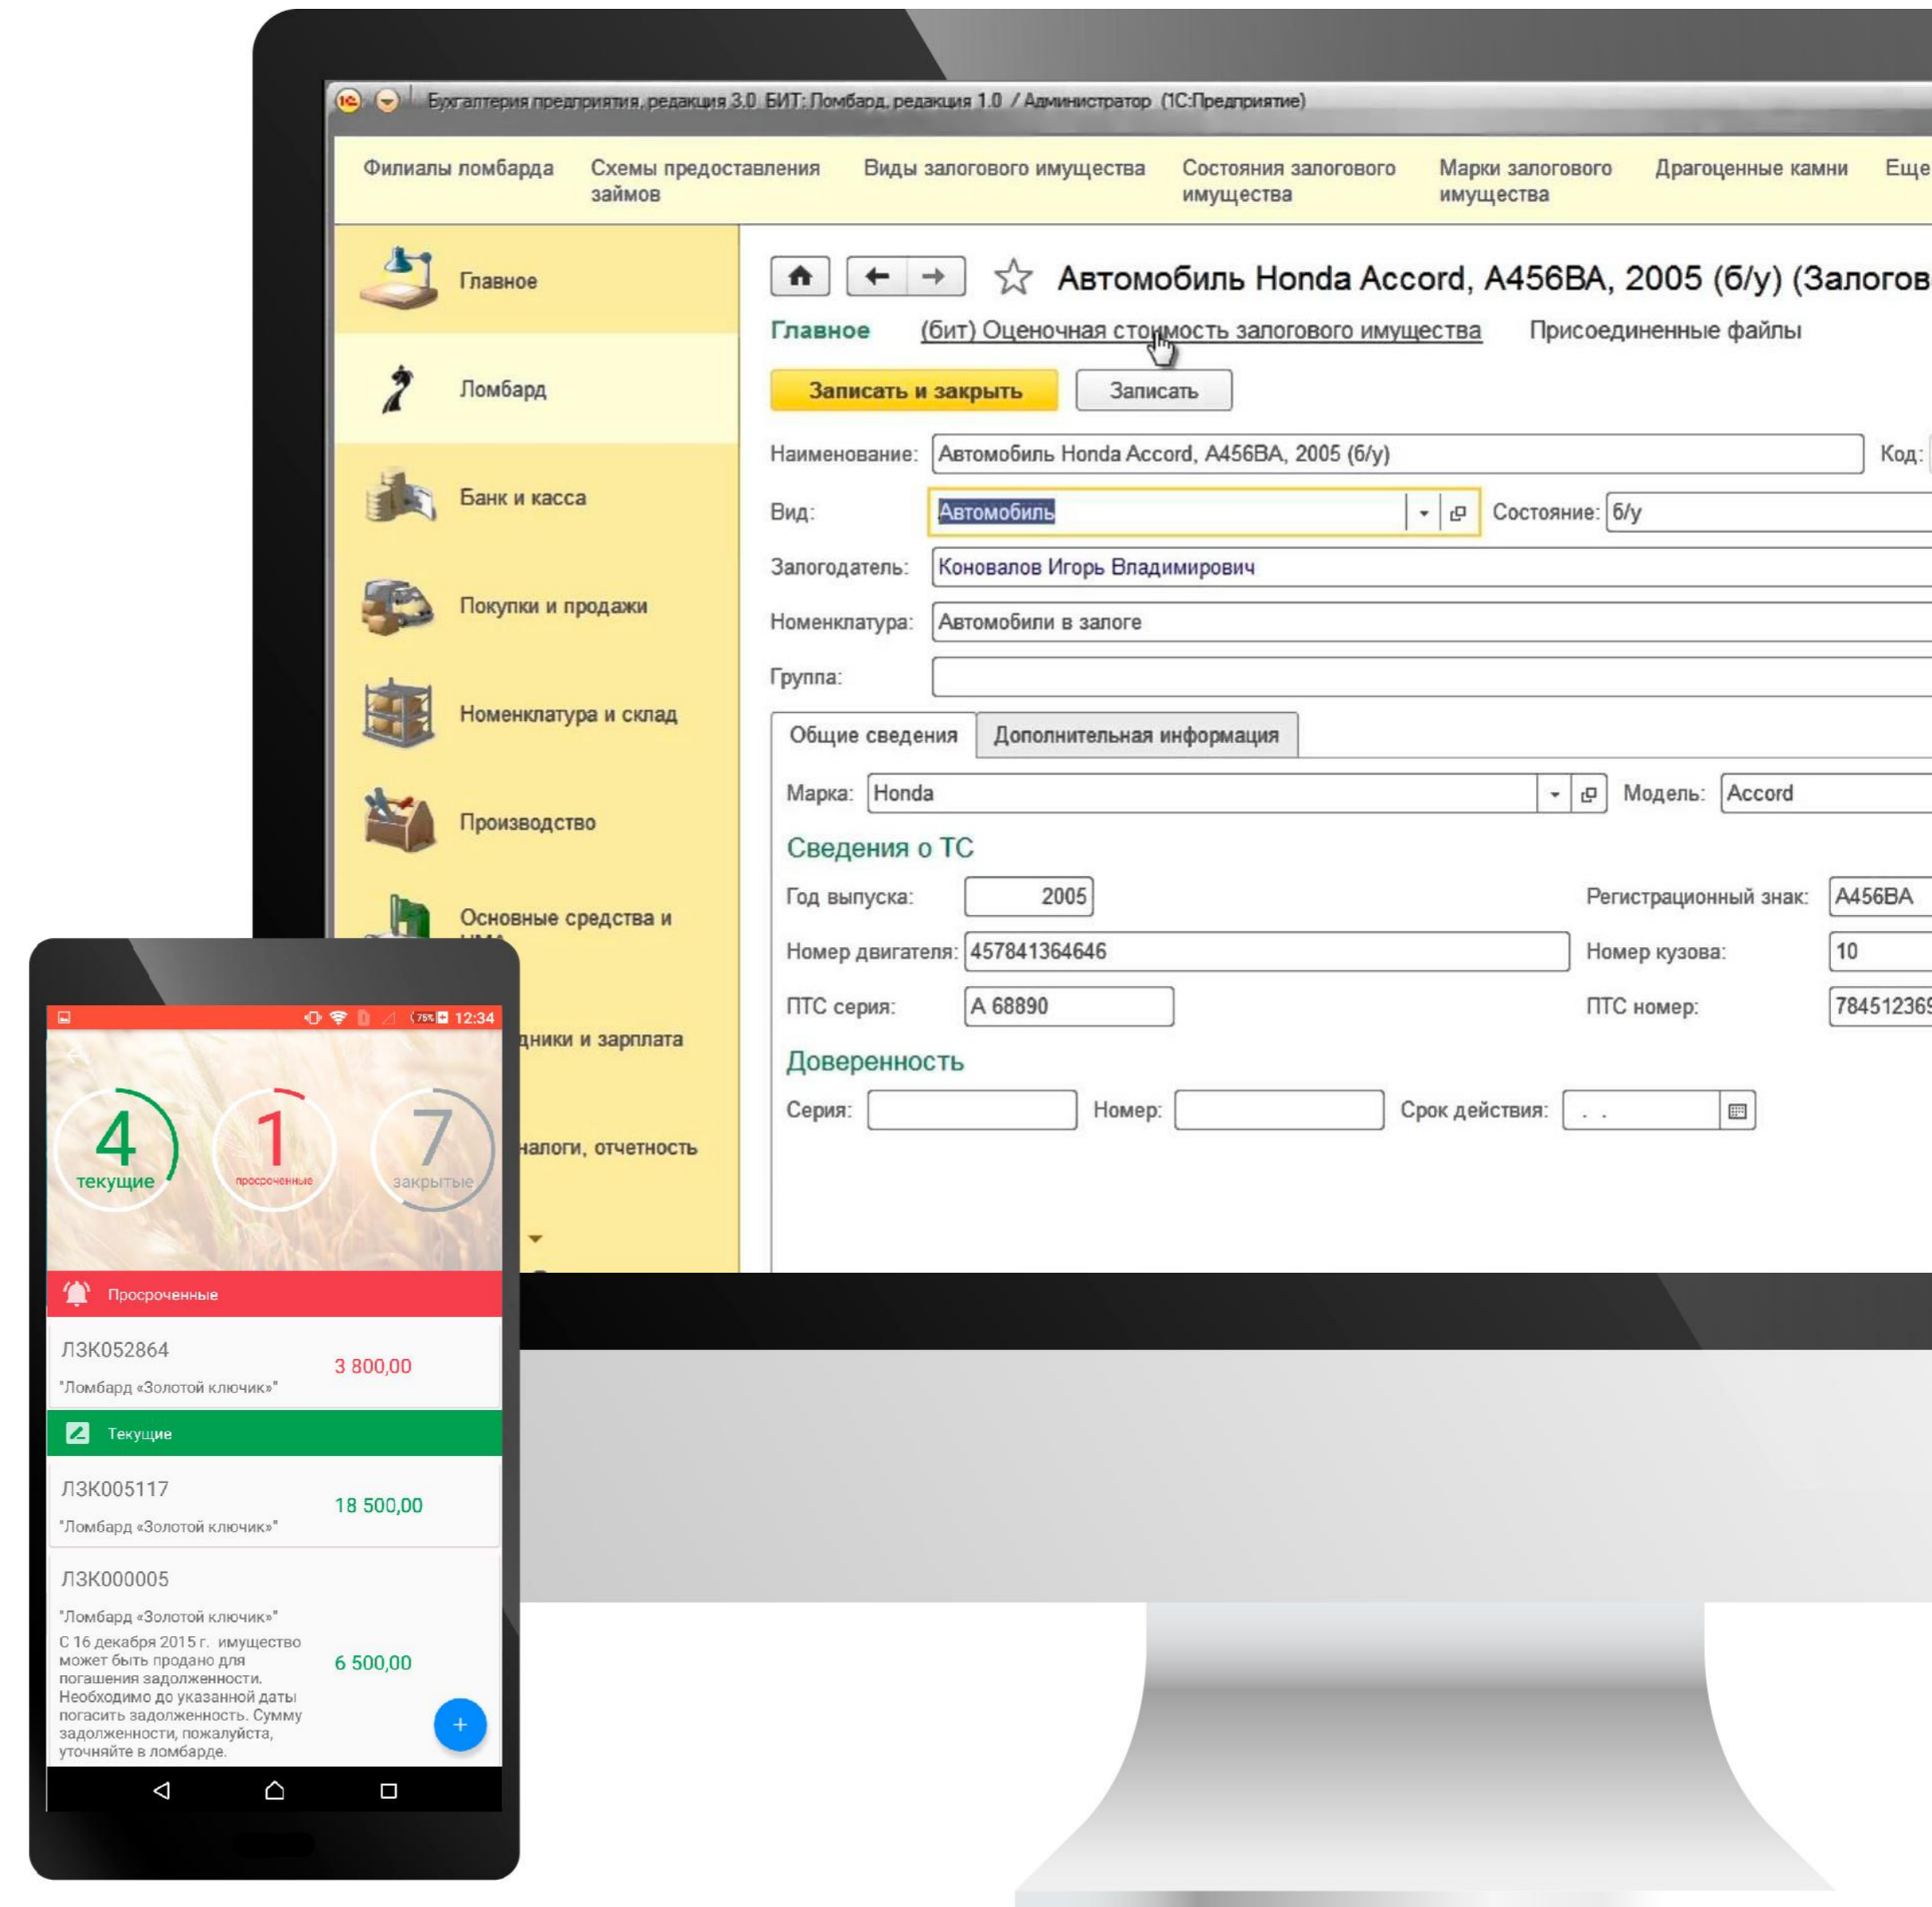 Бухгалтерия предприятия, редакция 3.0 БИТ: Ломбард, редакция 1.0 / Администратор (1С:Предприятие)
Филиалы ломбарда
Схемы предоставления
займов
Виды залогового имущества
Состояния залогового
имущества
Марки залогового
имущества
Драгоценные камни
Еще
Главное
Ломбард
Банк и касса
Покупки и продажи
Номенклатура и склад
Производство
Основные средства и
дники и зарплата
налоги, отчетность
Автомобиль Honda Accord, А456ВА, 2005 (б/у) (Залогов
Главное
(бит) Оценочная стоимость залогового имущества
Присоединенные файлы
Записать и закрыть
Записать
Наименование: Автомобиль Honda Accord, А456ВА, 2005 (б/у)
Код:
Вид: Автомобиль
Состояние: б/у
Залогодатель: Коновалов Игорь Владимирович
Номенклатура: Автомобили в залоге
Группа:
Общие сведения
Дополнительная информация
Марка: Honda
Модель: Accord
Сведения о ТС
Год выпуска: 2005
Регистрационный знак: А456ВА
Номер двигателя: 457841364646
Номер кузова: 10
ПТС серия: А 68890
ПТС номер: 784512369
Доверенность
Серия:
Номер:
Срок действия: . .
75%
12:34
4
текущие
1
просроченные
7
закрытые
Просроченные
ЛЗК052864
3 800,00
"Ломбард «Золотой ключик»"
Текущие
ЛЗК005117
18 500,00
"Ломбард «Золотой ключик»"
ЛЗК000005
"Ломбард «Золотой ключик»"
С 16 декабря 2015 г. имущество
может быть продано для
погашения задолженности.
Необходимо до указанной даты
погасить задолженность. Сумму
задолженности, пожалуйста,
уточняйте в ломбарде.
6 500,00